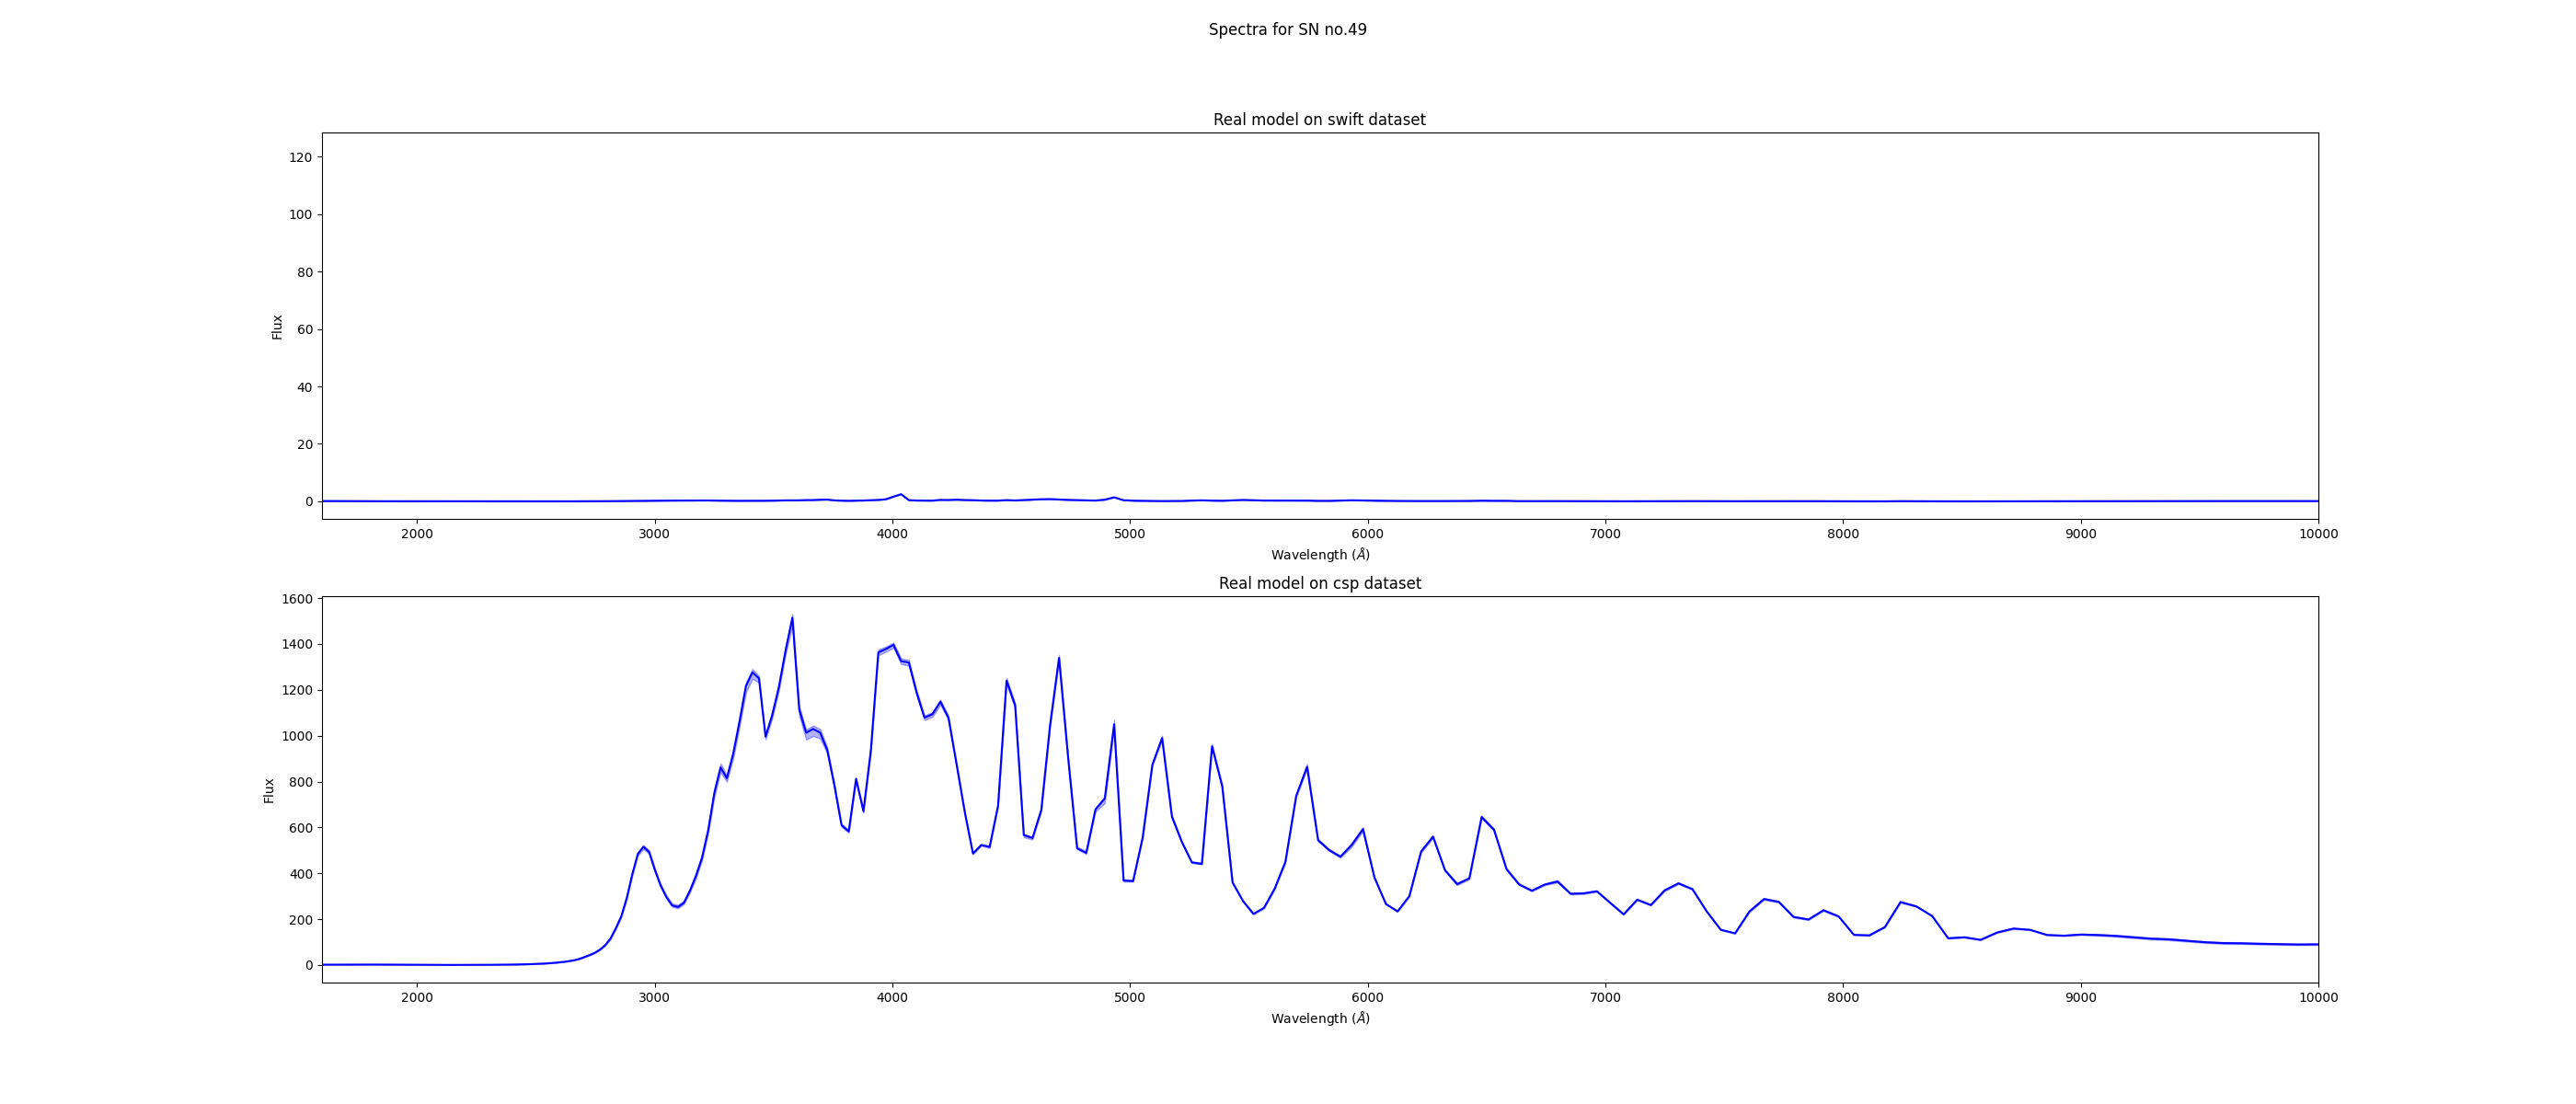 Spectra for SN no.49
Real model on swift dataset
120
100
80
60
40
20
0
Flux
2000 3000 4000 5000 6000 7000 8000 9000 10000
Wavelength (Å)
Real model on csp dataset
1600
1400
1200
1000
800
600
400
200
0
Flux
2000 3000 4000 5000 6000 7000 8000 9000 10000
Wavelength (Å)